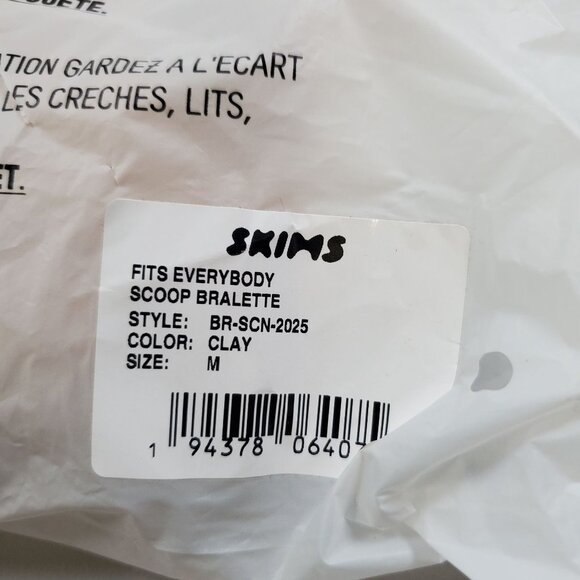 TION GARDEZ A L'ECART
LES CRECHES, LITS,
ET.
SKIMS
FITS EVERYBODY
SCOOP BRALETTE
STYLE: BR-SCN-2025
COLOR: CLAY
SIZE: M
1 94378 0640